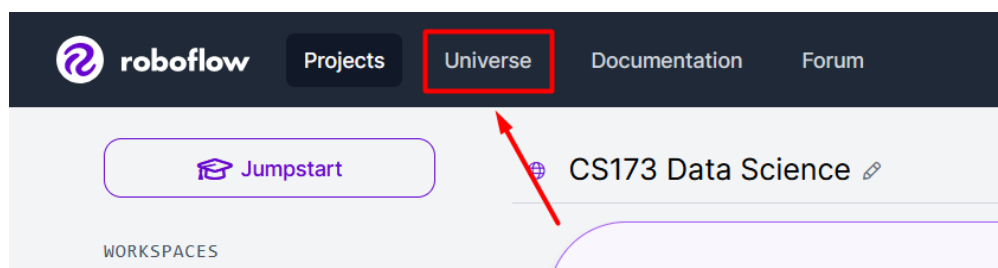 roboflow Projects Universe Documentation Forum
Jumpstart
CS173 Data Science
WORKSPACES